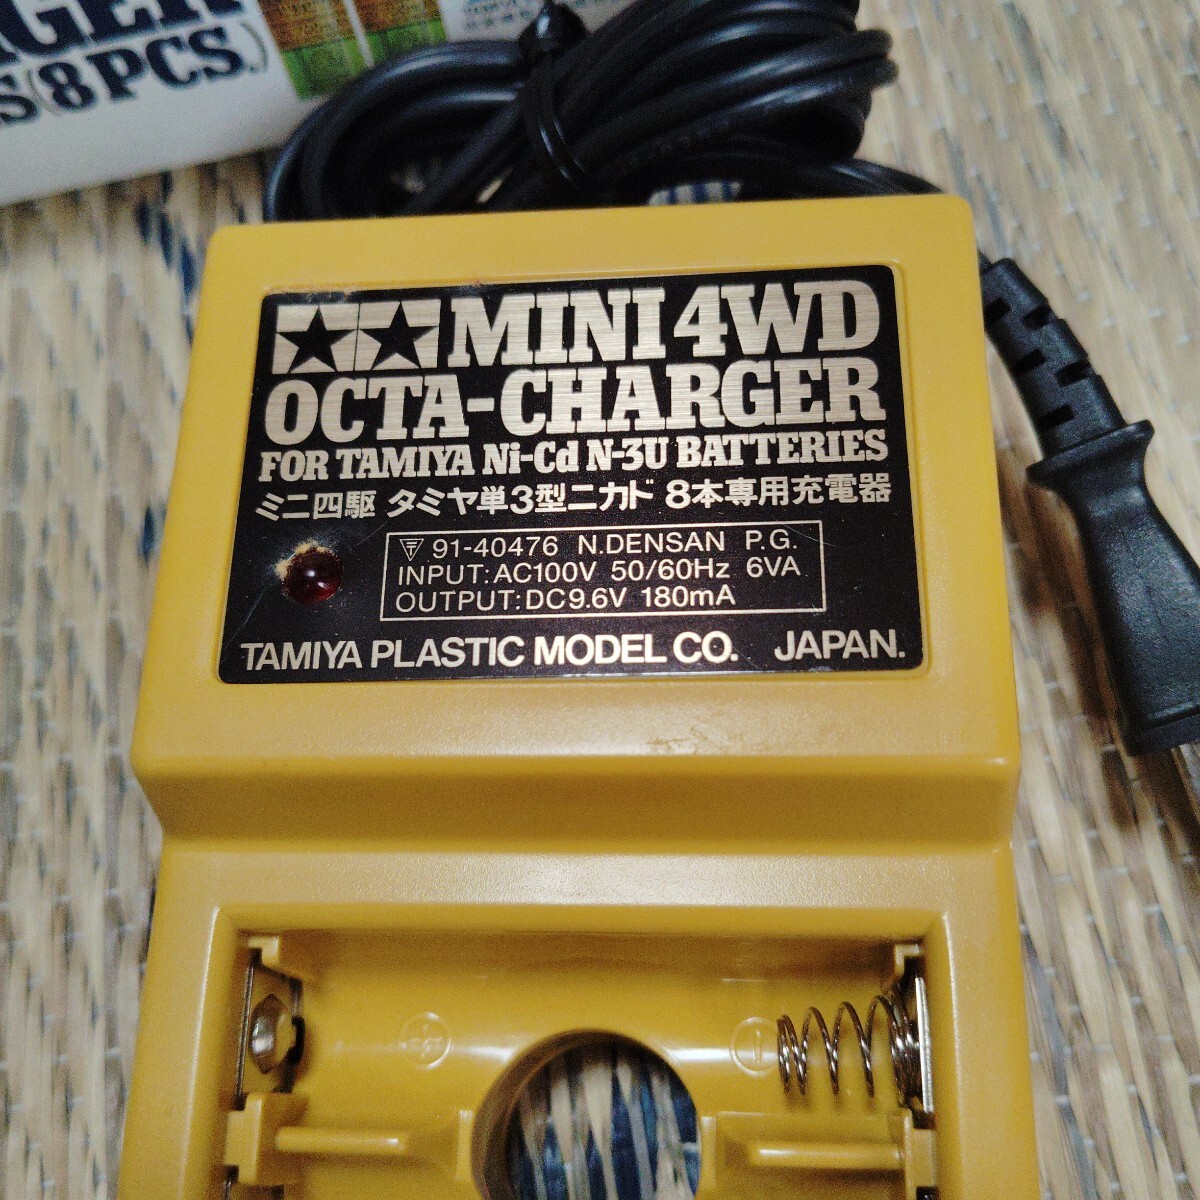 GER
S(8PCS.)
MINI 4WD
OCTA-CHARGER
FOR TAMIYA Ni-Cd N-3U BATTERIES
ミニ四駆 タミヤ単3型ニカド 8本専用充電器
91-40476 N.DENSAN P.G.
INPUT:AC100V 50/60Hz 6VA
OUTPUT:DC9.6V 180mA
TAMIYA PLASTIC MODEL CO. JAPAN.
+
-